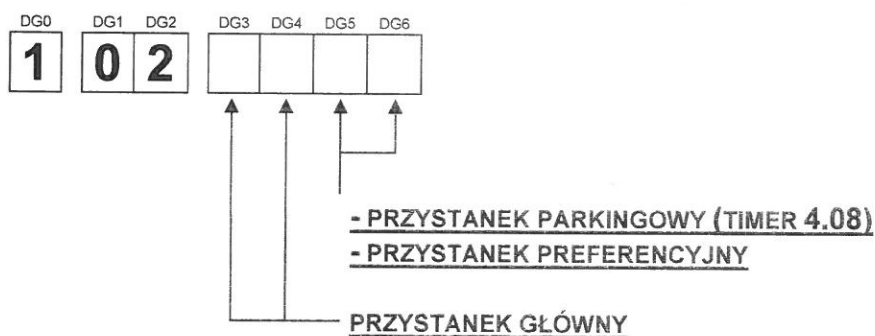 DG0 DG1 DG2 DG3 DG4 DG5 DG6
1 0 2
- PRZYSTANEK PARKINGOWY (TIMER 4.08)
- PRZYSTANEK PREFERENCYJNY
PRZYSTANEK GŁÓWNY